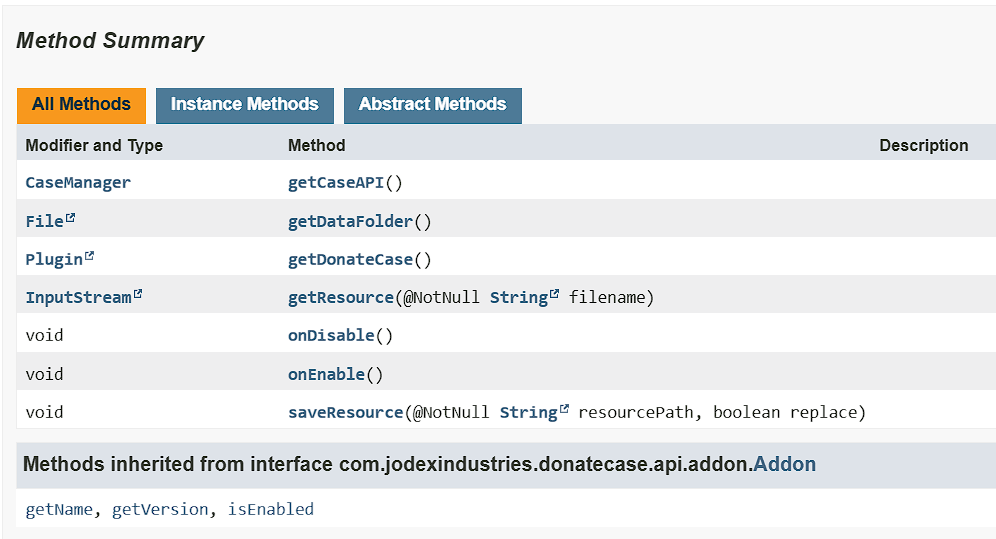 Method Summary
All Methods Instance Methods Abstract Methods
Modifier and Type Method Description
CaseManager getCaseAPI()
File getDataFolder()
Plugin getDonateCase()
InputStream getResource(@NotNull String filename)
void onDisable()
void onEnable()
void saveResource(@NotNull String resourcePath, boolean replace)
Methods inherited from interface com.jodexindustries.donatecase.api.addon.Addon
getName, getVersion, isEnabled